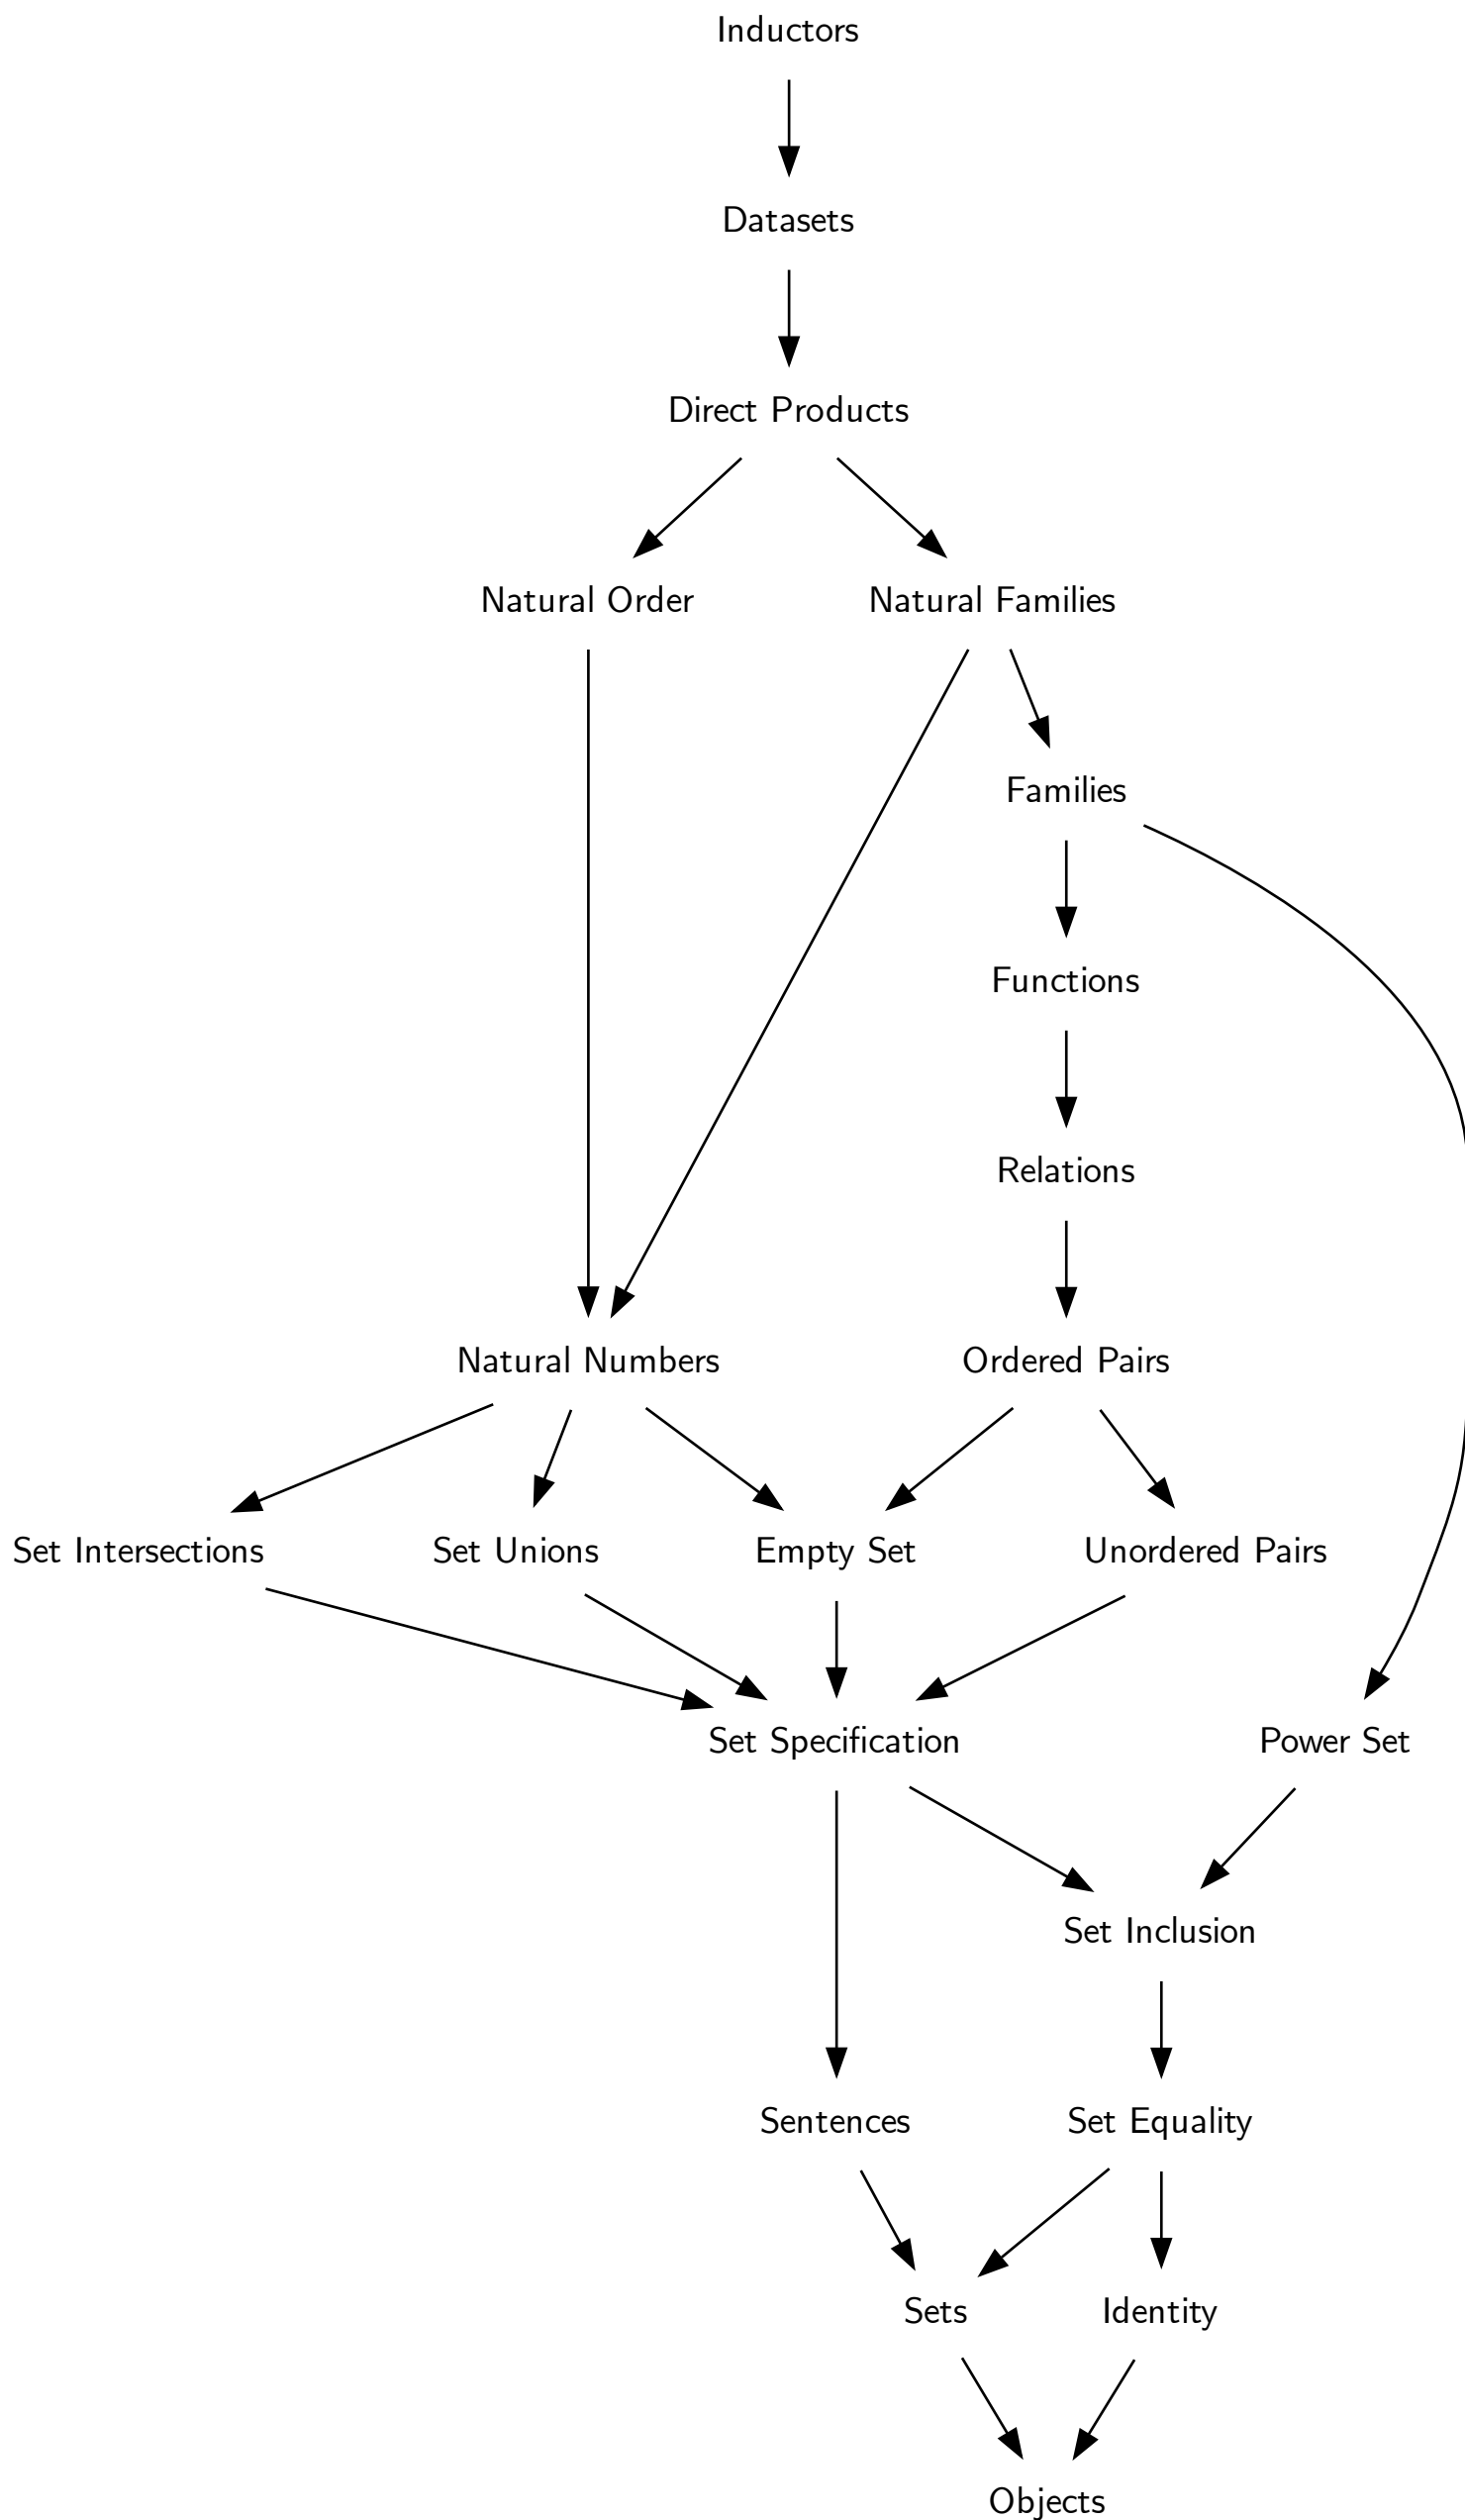 Inductors
Datasets
Direct Products
Natural Order
Natural Families
Families
Functions
Relations
Natural Numbers
Ordered Pairs
Set Intersections
Set Unions
Empty Set
Unordered Pairs
Set Specification
Power Set
Set Inclusion
Sentences
Set Equality
Sets
Identity
Objects